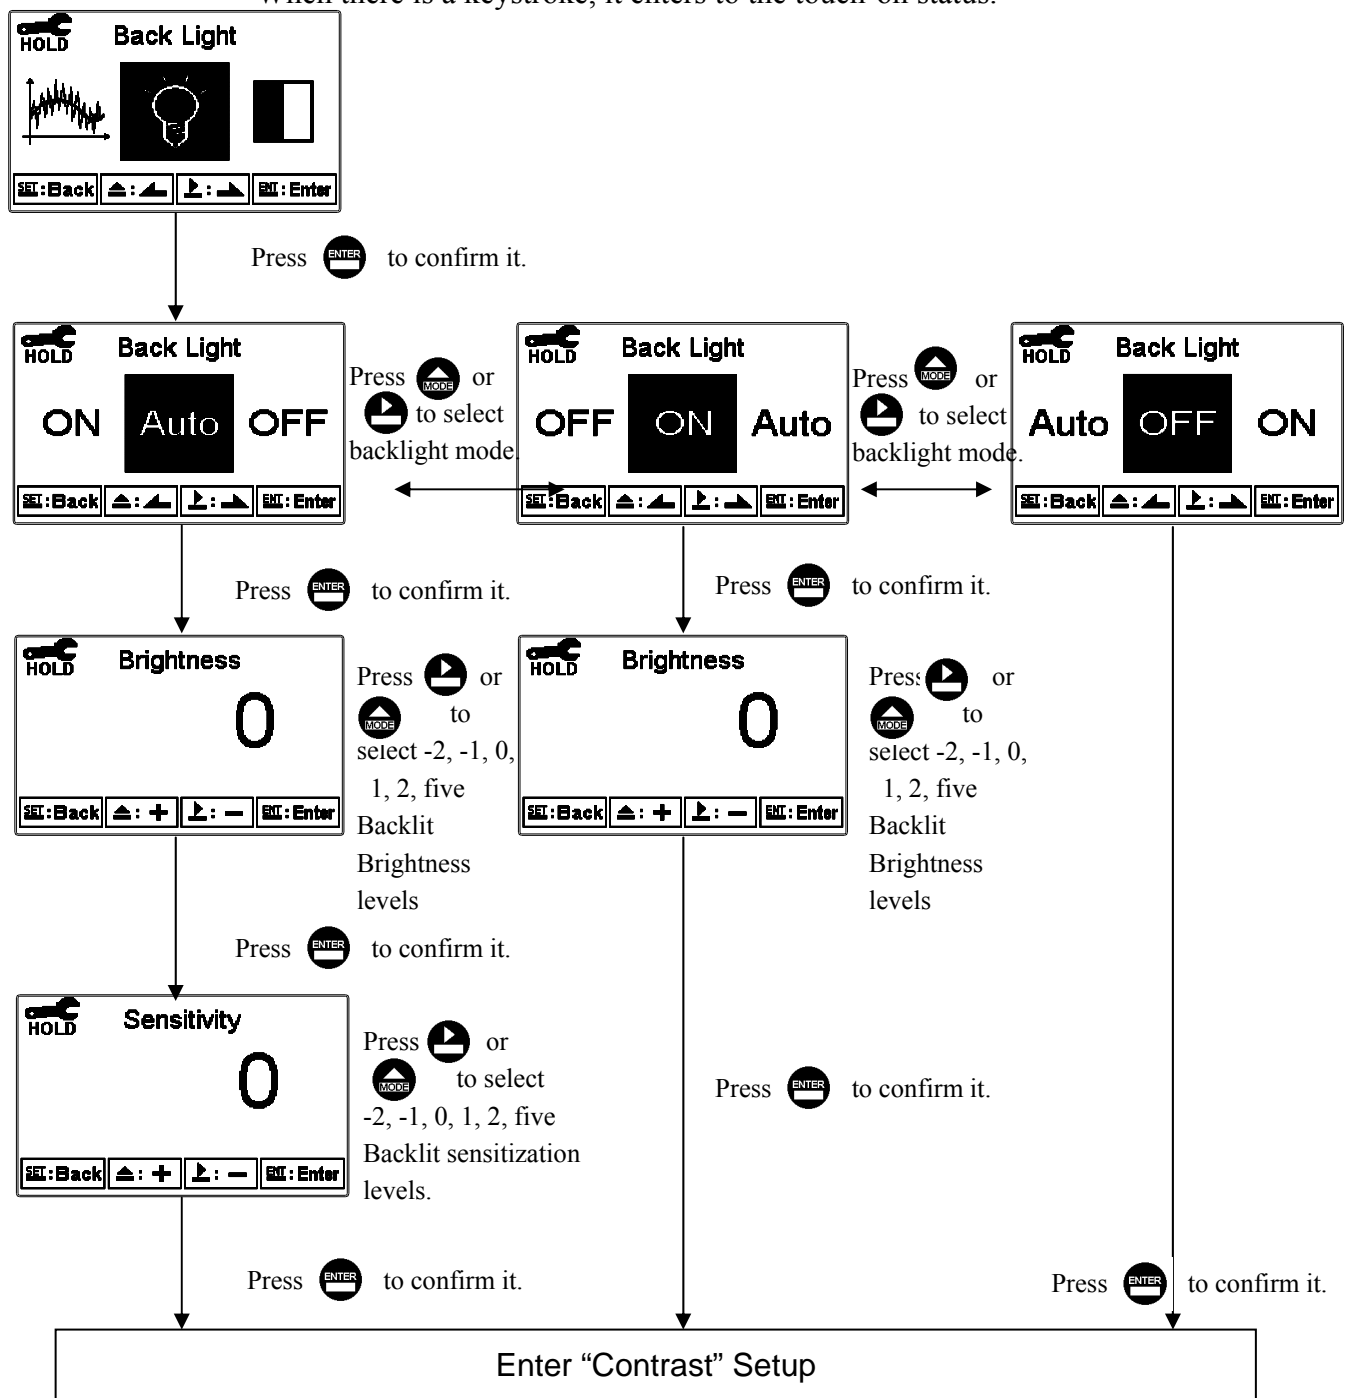 When there is a keystroke, it enters to the touch-on status.
HOLD Back Light
SET:Back ENT:Enter
Press ENTER to confirm it.
HOLD Back Light
ON Auto OFF
SET:Back ENT:Enter
Press MODE or
to select
backlight mode.
HOLD Back Light
OFF ON Auto
SET:Back ENT:Enter
Press MODE or
to select
backlight mode.
HOLD Back Light
Auto OFF ON
SET:Back ENT:Enter
Press ENTER to confirm it.
Press ENTER to confirm it.
HOLD Brightness
0
SET:Back : + : - ENT:Enter
Press or
MODE to
select -2, -1, 0,
1, 2, five
Backlit
Brightness
levels
HOLD Brightness
0
SET:Back : + : - ENT:Enter
Press or
MODE to
select -2, -1, 0,
1, 2, five
Backlit
Brightness
levels
Press ENTER to confirm it.
HOLD Sensitivity
0
SET:Back : + : - ENT:Enter
Press or
MODE to select
-2, -1, 0, 1, 2, five
Backlit sensitization
levels.
Press ENTER to confirm it.
Press ENTER to confirm it.
Press ENTER to confirm it.
Enter “Contrast” Setup